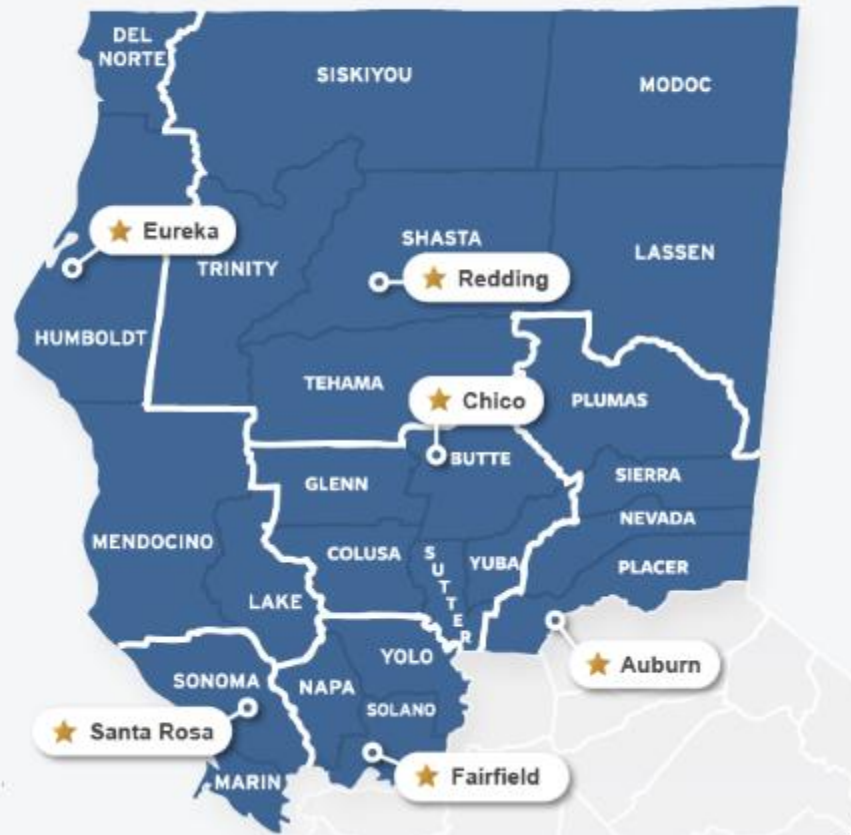 DEL
NORTE
SISKIYOU
MODOC
Eureka
SHASTA
LASSEN
TRINITY
Redding
HUMBOLDT
TEHAMA
Chico
PLUMAS
BUTTE
SIERRA
GLENN
NEVADA
MENDOCINO
COLUSA
SUTTER
YUBA
PLACER
LAKE
YOLO
Auburn
SONOMA
NAPA
SOLANO
Santa Rosa
Fairfield
MARIN